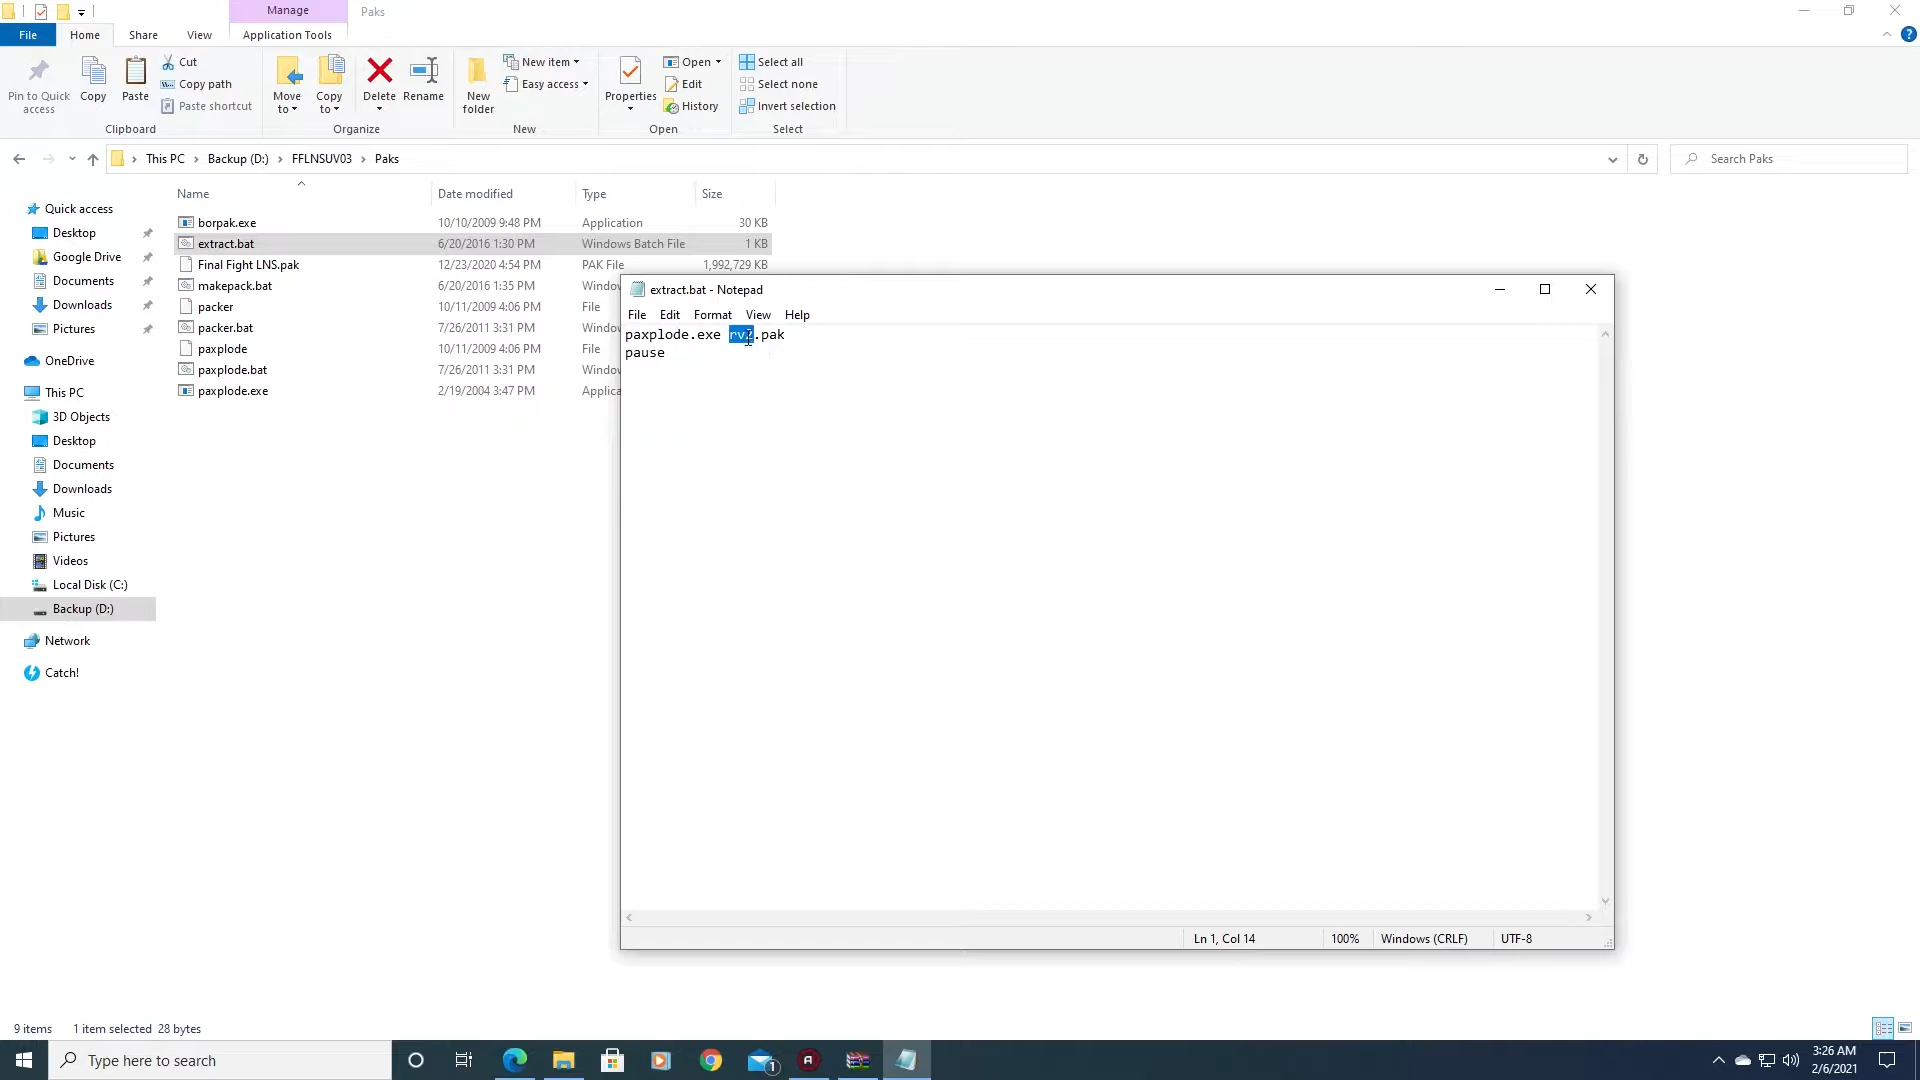 Manage
Paks
File
Home
Share
View
Application Tools
Pin to Quick access
Copy
Paste
Cut
Copy path
Paste shortcut
Clipboard
Move to
Copy to
Delete
Rename
Organize
New folder
New item
Easy access
New
Properties
Open
Edit
History
Open
Select all
Select none
Invert selection
Select
This PC > Backup (D:) > FFLNSUV03 > Paks
Search Paks
Name Date modified Type Size
borpak.exe 10/10/2009 9:48 PM Application 30 KB
extract.bat 6/20/2016 1:30 PM Windows Batch File 1 KB
Final Fight LNS.pak 12/23/2020 4:54 PM PAK File 1,992,729 KB
makepack.bat 6/20/2016 1:35 PM
packer 10/11/2009 4:06 PM File
packer.bat 7/26/2011 3:31 PM
paxplode 10/11/2009 4:06 PM File
paxplode.bat 7/26/2011 3:31 PM
paxplode.exe 2/19/2004 3:47 PM
Quick access
Desktop
Google Drive
Documents
Downloads
Pictures
OneDrive
This PC
3D Objects
Desktop
Documents
Downloads
Music
Pictures
Videos
Local Disk (C:)
Backup (D:)
Network
Catch!
extract.bat - Notepad
File Edit Format View Help
paxplode.exe rv2.pak
pause
Ln 1, Col 14 100% Windows (CRLF) UTF-8
9 items 1 item selected 28 bytes
Type here to search
1
3:26 AM
2/6/2021